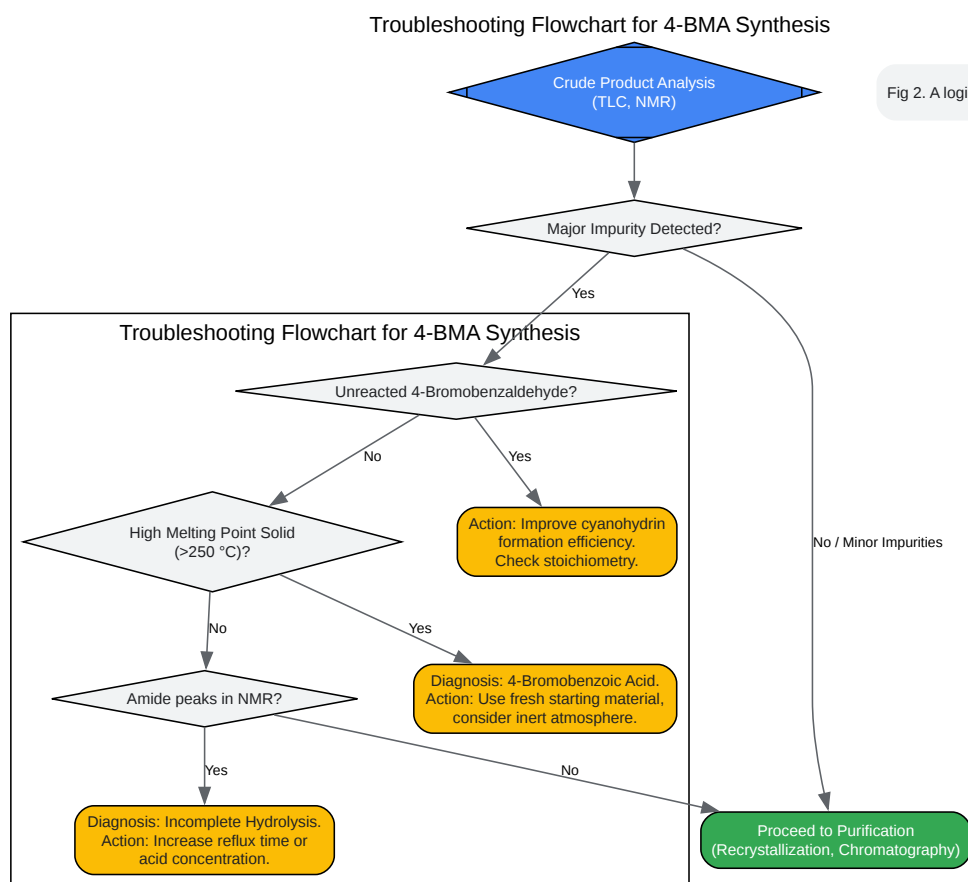 Troubleshooting Flowchart for 4-BMA Synthesis
Crude Product Analysis
(TLC, NMR)
Fig 2. A logi
Major Impurity Detected?
Yes
Troubleshooting Flowchart for 4-BMA Synthesis
Unreacted 4-Bromobenzaldehyde?
No
Yes
High Melting Point Solid
(>250 °C)?
Action: Improve cyanohydrin
formation efficiency.
Check stoichiometry.
No / Minor Impurities
No
Yes
Amide peaks in NMR?
Diagnosis: 4-Bromobenzoic Acid.
Action: Use fresh starting material,
consider inert atmosphere.
Yes
No
Diagnosis: Incomplete Hydrolysis.
Action: Increase reflux time or
acid concentration.
Proceed to Purification
(Recrystallization, Chromatography)